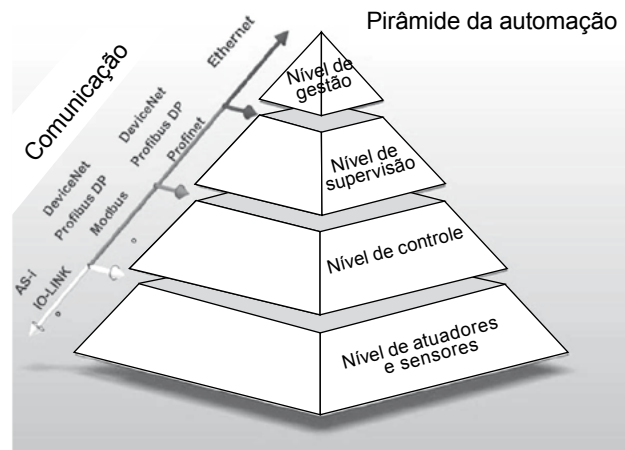 Pirâmide da automação
Comunicação
Ethernet
DeviceNet
Profibus DP
Profinet
DeviceNet
Profibus DP
Modbus
AS-i
IO-LINK
Nível de
gestão
Nível de
supervisão
Nível de controle
Nível de atuadores
e sensores